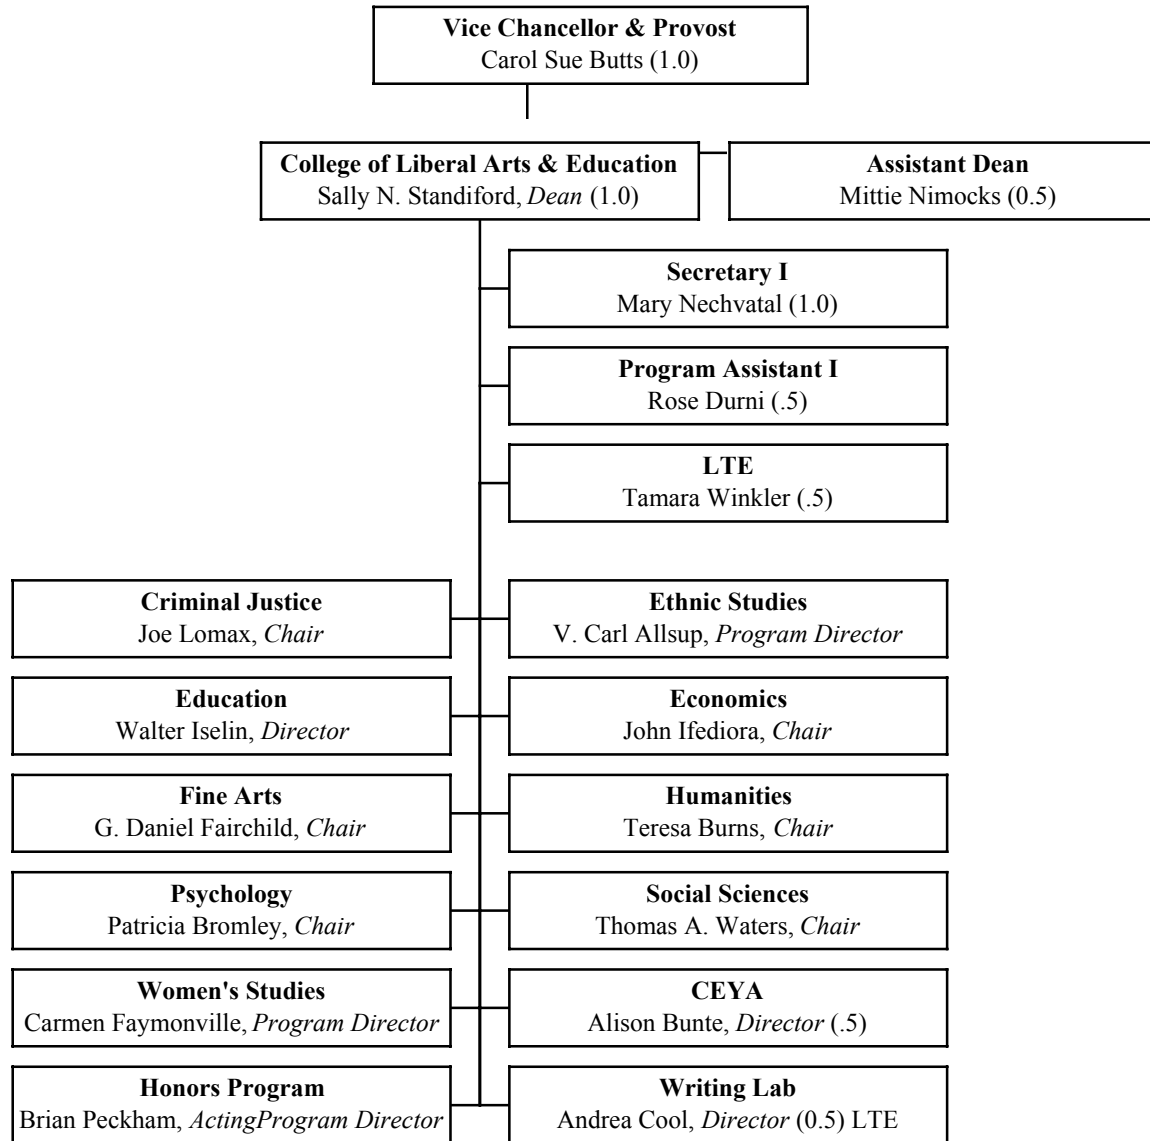 Vice Chancellor & Provost
Carol Sue Butts (1.0)
College of Liberal Arts & Education
Sally N. Standiford, Dean (1.0)
Assistant Dean
Mittie Nimocks (0.5)
Secretary I
Mary Nechvatal (1.0)
Program Assistant I
Rose Durni (.5)
LTE
Tamara Winkler (.5)
Criminal Justice
Joe Lomax, Chair
Ethnic Studies
V. Carl Allsup, Program Director
Education
Walter Iselin, Director
Economics
John Ifediora, Chair
Fine Arts
G. Daniel Fairchild, Chair
Humanities
Teresa Burns, Chair
Psychology
Patricia Bromley, Chair
Social Sciences
Thomas A. Waters, Chair
Women's Studies
Carmen Faymonville, Program Director
CEYA
Alison Bunte, Director (.5)
Honors Program
Brian Peckham, ActingProgram Director
Writing Lab
Andrea Cool, Director (0.5) LTE